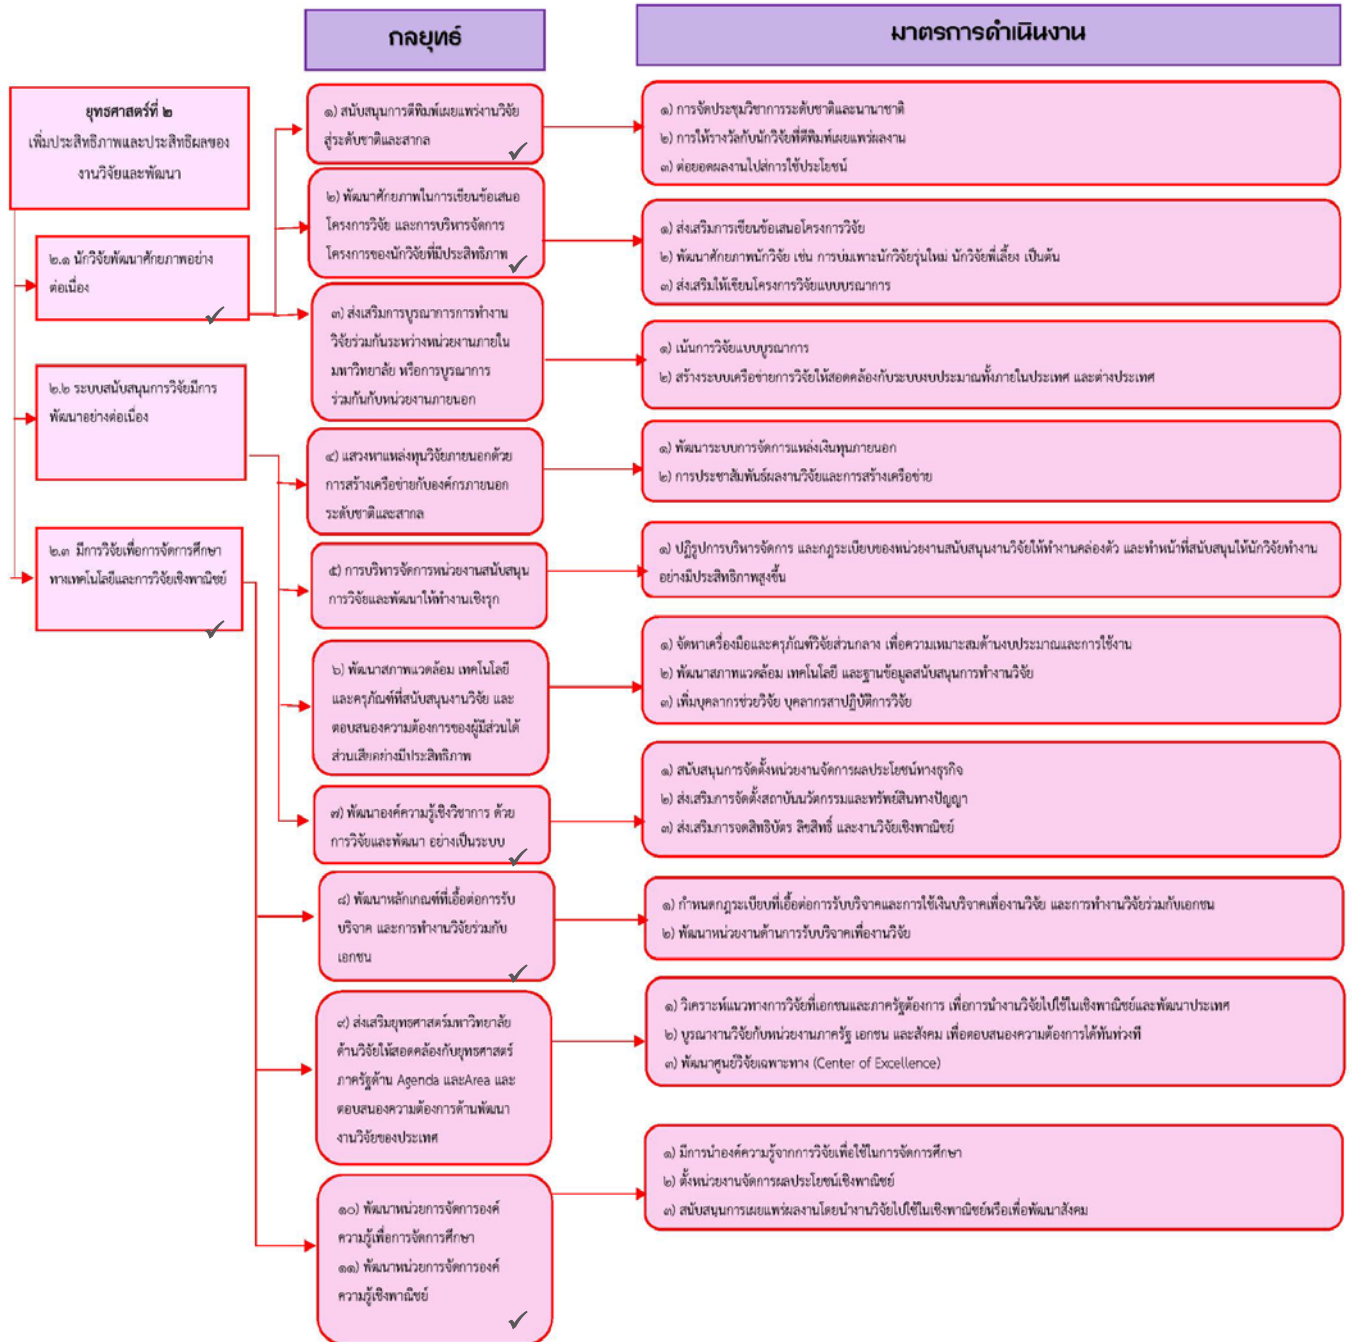 กลยุทธ์
มาตรการดำเนินงาน
ยุทธศาสตร์ที่ ๒
เพิ่มประสิทธิภาพและประสิทธิผลของ
งานวิจัยและพัฒนา
๒.๑ นักวิจัยพัฒนาศักยภาพอย่าง
ต่อเนื่อง
๒.๒ ระบบสนับสนุนการวิจัยมีการ
พัฒนาอย่างต่อเนื่อง
๒.๓ มีการวิจัยเพื่อการจัดการศึกษา
ทางเทคโนโลยีและการวิจัยเชิงพาณิชย์
๑) สนับสนุนการตีพิมพ์เผยแพร่งานวิจัย
สู่ระดับชาติและสากล
๒) พัฒนาศักยภาพในการเขียนข้อเสนอ
โครงการวิจัย และการบริหารจัดการ
โครงการของนักวิจัยที่มีประสิทธิภาพ
๓) ส่งเสริมการบูรณาการการทำงาน
วิจัยร่วมกันระหว่างหน่วยงานภายใน
มหาวิทยาลัย หรือการบูรณาการ
ร่วมกันกับหน่วยงานภายนอก
๔) แสวงหาแหล่งทุนวิจัยภายนอกด้วย
การสร้างเครือข่ายกับองค์กรภายนอก
ระดับชาติและสากล
๕) การบริหารจัดการหน่วยงานสนับสนุน
การวิจัยและพัฒนาให้ทำงานเชิงรุก
๖) พัฒนาสภาพแวดล้อม เทคโนโลยี
และครุภัณฑ์ที่สนับสนุนงานวิจัย และ
ตอบสนองความต้องการของผู้มีส่วนได้
ส่วนเสียอย่างมีประสิทธิภาพ
๗) พัฒนาองค์ความรู้เชิงวิชาการ ด้วย
การวิจัยและพัฒนา อย่างเป็นระบบ
๘) พัฒนาหลักเกณฑ์ที่เอื้อต่อการรับ
บริจาค และการทำงานวิจัยร่วมกับ
เอกชน
๙) ส่งเสริมยุทธศาสตร์มหาวิทยาลัย
ด้านวิจัยให้สอดคล้องกับยุทธศาสตร์
ภาครัฐด้าน Agenda และArea และ
ตอบสนองความต้องการด้านพัฒนา
งานวิจัยของประเทศ
๑๐) พัฒนาหน่วยการจัดการองค์
ความรู้เพื่อการจัดการศึกษา
๑๑) พัฒนาหน่วยการจัดการองค์
ความรู้เชิงพาณิชย์
๑) การจัดประชุมวิชาการระดับชาติและนานาชาติ
๒) การให้รางวัลกับนักวิจัยที่ตีพิมพ์เผยแพร่ผลงาน
๓) ต่อยอดผลงานไปสู่การใช้ประโยชน์
๑) ส่งเสริมการเขียนข้อเสนอโครงการวิจัย
๒) พัฒนาศักยภาพนักวิจัย เช่น การบ่มเพาะนักวิจัยรุ่นใหม่ นักวิจัยพี่เลี้ยง เป็นต้น
๓) ส่งเสริมให้เขียนโครงการวิจัยแบบบูรณาการ
๑) เน้นการวิจัยแบบบูรณาการ
๒) สร้างระบบเครือข่ายการวิจัยให้สอดคล้องกับระบบงบประมาณทั้งภายในประเทศ และต่างประเทศ
๑) พัฒนาระบบการจัดการแหล่งเงินทุนภายนอก
๒) การประชาสัมพันธ์ผลงานวิจัยและการสร้างเครือข่าย
๑) ปฏิรูปการบริหารจัดการ และกฎระเบียบของหน่วยงานสนับสนุนงานวิจัยให้ทำงานคล่องตัว และทำหน้าที่สนับสนุนให้นักวิจัยทำงาน
อย่างมีประสิทธิภาพสูงขึ้น
๑) จัดหาเครื่องมือและครุภัณฑ์วิจัยส่วนกลาง เพื่อความเหมาะสมด้านงบประมาณและการใช้งาน
๒) พัฒนาสภาพแวดล้อม เทคโนโลยี และฐานข้อมูลสนับสนุนการทำงานวิจัย
๓) เพิ่มบุคลากรช่วยวิจัย บุคลากรสาปฏิบัติการวิจัย
๑) สนับสนุนการจัดตั้งหน่วยงานจัดการผลประโยชน์ทางธุรกิจ
๒) ส่งเสริมการจัดตั้งสถาบันนวัตกรรมและทรัพย์สินทางปัญญา
๓) ส่งเสริมการจดสิทธิบัตร ลิขสิทธิ์ และงานวิจัยเชิงพาณิชย์
๑) กำหนดกฎระเบียบที่เอื้อต่อการรับบริจาคและการใช้เงินบริจาคเพื่องานวิจัย และการทำงานวิจัยร่วมกับเอกชน
๒) พัฒนาหน่วยงานด้านการรับบริจาคเพื่องานวิจัย
๑) วิเคราะห์แนวทางการวิจัยที่เอกชนและภาครัฐต้องการ เพื่อการนำงานวิจัยไปใช้ในเชิงพาณิชย์และพัฒนาประเทศ
๒) บูรณางานวิจัยกับหน่วยงานภาครัฐ เอกชน และสังคม เพื่อตอบสนองความต้องการได้ทันท่วงที
๓) พัฒนาศูนย์วิจัยเฉพาะทาง (Center of Excellence)
๑) มีการนำองค์ความรู้จากการวิจัยเพื่อใช้ในการจัดการศึกษา
๒) ตั้งหน่วยงานจัดการผลประโยชน์เชิงพาณิชย์
๓) สนับสนุนการเผยแพร่ผลงานโดยนำงานวิจัยไปใช้ในเชิงพาณิชย์หรือเพื่อพัฒนาสังคม